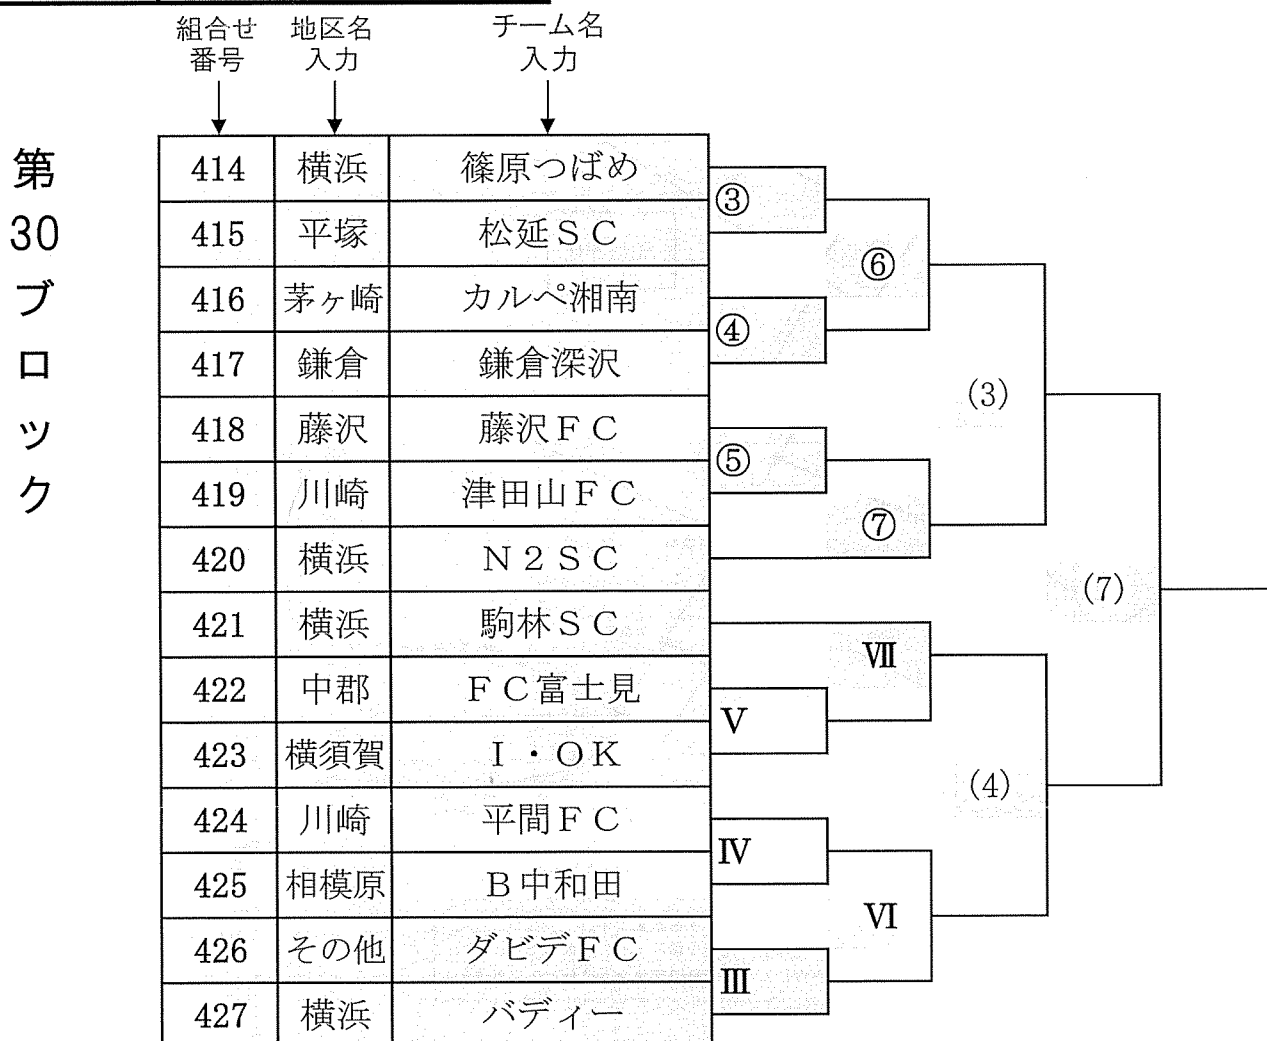 組合せ 地区名 チーム名
番号 入力 入力
第30ブロック
414 横浜 篠原つばめ
③
415 平塚 松延ＳＣ
⑥
416 茅ヶ崎 カルペ湘南
④
417 鎌倉 鎌倉深沢
(3)
418 藤沢 藤沢ＦＣ
⑤
419 川崎 津田山ＦＣ
⑦
420 横浜 Ｎ２ＳＣ
(7)
421 横浜 駒林ＳＣ
Ⅶ
422 中郡 ＦＣ富士見
Ⅴ
423 横須賀 Ｉ・ＯＫ
(4)
424 川崎 平間ＦＣ
Ⅳ
425 相模原 Ｂ中和田
Ⅵ
426 その他 ダビデＦＣ
Ⅲ
427 横浜 バディー